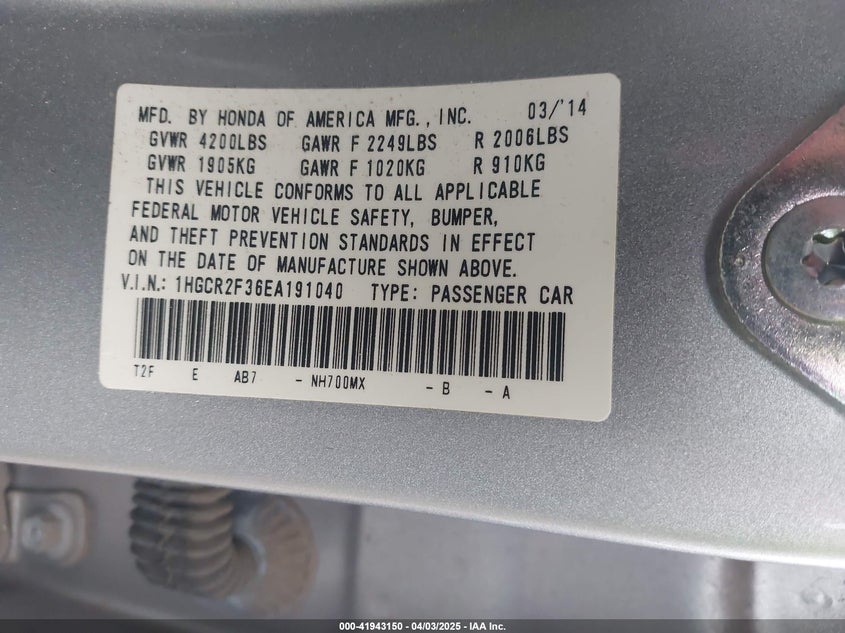 MFD. BY HONDA OF AMERICA MFG., INC. 03/'14
GVWR 4200LBS GAWR F 2249LBS R 2006LBS
GVWR 1905KG GAWR F 1020KG R 910KG
THIS VEHICLE CONFORMS TO ALL APPLICABLE
FEDERAL MOTOR VEHICLE SAFETY, BUMPER,
AND THEFT PREVENTION STANDARDS IN EFFECT
ON THE DATE OF MANUFACTURE SHOWN ABOVE.
V.I.N.: 1HGCR2F36EA191040 TYPE: PASSENGER CAR
T2F E AB7 - NH700MX - B - A
000-41943150 - 04/03/2025 - IAA Inc.